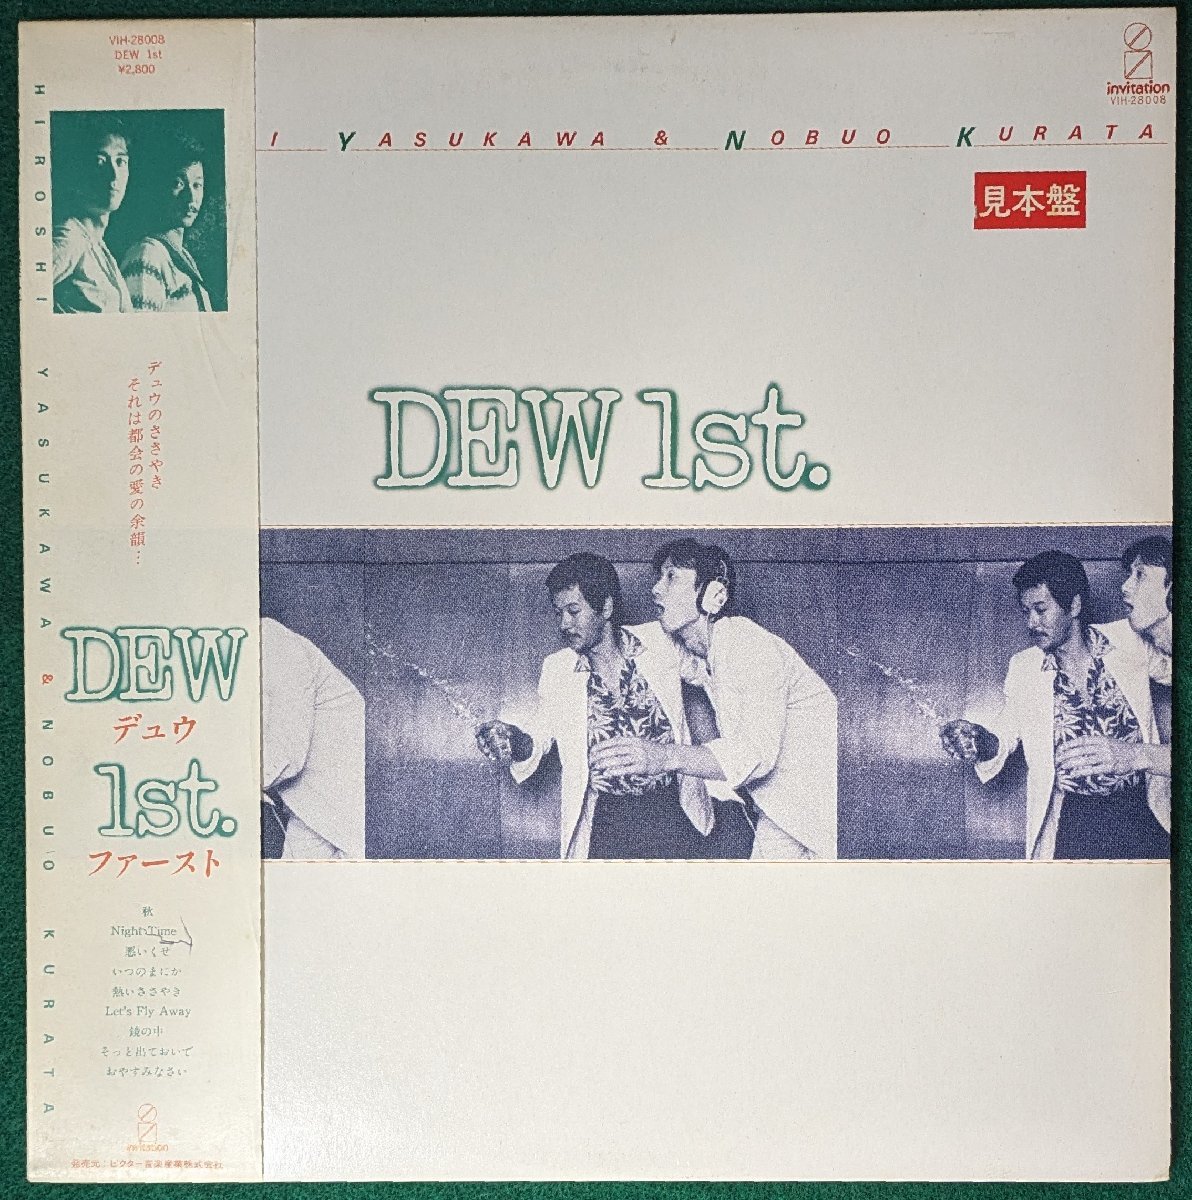 VIH-28008
DEW 1st
¥2,800
HIROSHI YASUKAWA & NOBUO KURATA
デュウのささやき
それは都会の愛の余韻…
DEW
デュウ
1st.
ファースト
秋
Night Time
悪いくせ
いつのまにか
熱いささやき
Let's Fly Away
鏡の中
そっと出ておいで
おやすみなさい
invitation
発売元：ビクター音楽産業株式会社
invitation
VIH-28008
I YASUKAWA & NOBUO KURATA
見本盤
DEW 1st.